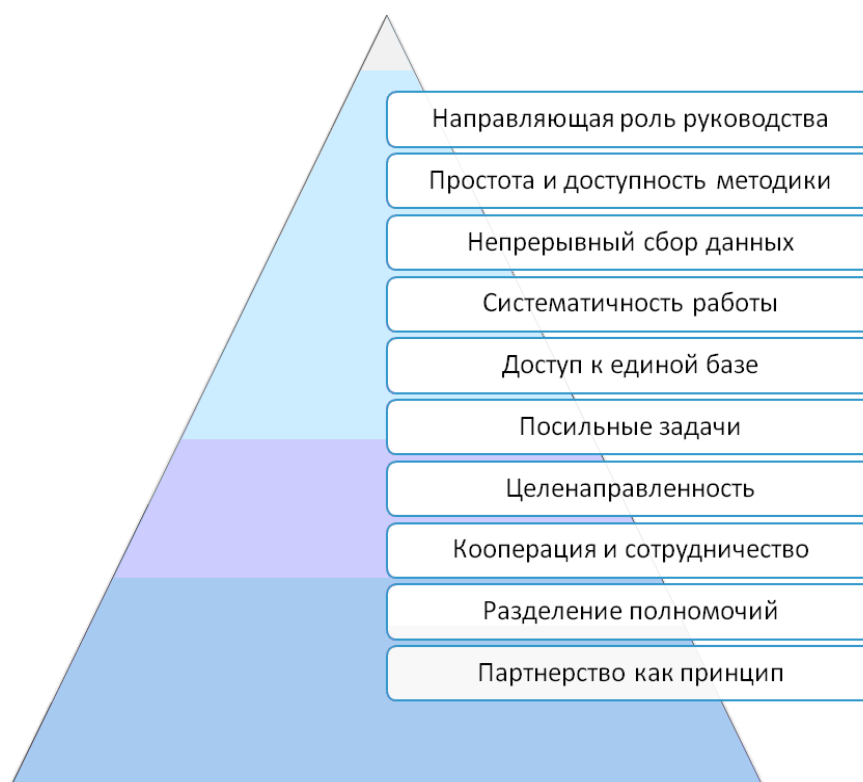 Направляющая роль руководства
Простота и доступность методики
Непрерывный сбор данных
Систематичность работы
Доступ к единой базе
Посильные задачи
Целенаправленность
Кооперация и сотрудничество
Разделение полномочий
Партнерство как принцип